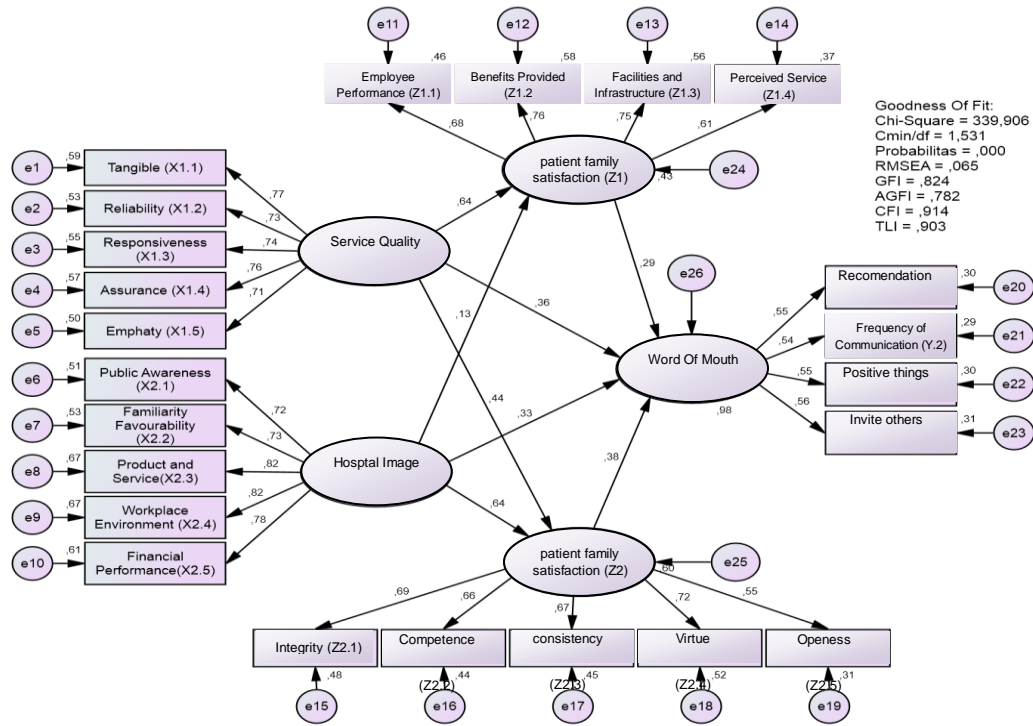 e11
e12
e13
e14
,46
,58
,56
,37
Employee
Performance (Z1.1)
Benefits Provided
(Z1.2
Facilities and
Infrastructure (Z1.3)
Perceived Service
(Z1.4)
,68
,76
,75
,61
Goodness Of Fit:
Chi-Square = 339,906
Cmin/df = 1,531
Probabilitas = ,000
RMSEA = ,065
GFI = ,824
AGFI = ,782
CFI = ,914
TLI = ,903
patient family
satisfaction (Z1)
,43
e24
e1
,59
Tangible (X1.1)
,77
e2
,53
Reliability (X1.2)
,73
e3
,55
Responsiveness
(X1.3)
,74
e4
,57
Assurance (X1.4)
,76
e5
,50
Emphaty (X1.5)
,71
Service Quality
,64
,13
,29
,36
,44
e26
Word Of Mouth
,98
Recomendation
,30
e20
,55
Frequency of
Communication (Y.2)
,29
e21
,54
Positive things
,30
e22
,55
Invite others
,31
e23
,56
e6
,51
Public Awareness
(X2.1)
,72
e7
,53
Familiarity
Favourability
(X2.2)
,73
e8
,67
Product and
Service(X2.3)
,82
e9
,67
Workplace
Environment (X2.4)
,82
e10
,61
Financial
Performance(X2.5)
,78
Hosptal Image
,33
,64
,38
patient family
satisfaction (Z2)
,60
e25
,69
,66
,67
,72
,55
Integrity (Z2.1)
Competence
consistency
Virtue
Openess
,48
(Z2.2)
,44
(Z2.3)
,45
(Z2.4)
,52
(Z2.5)
,31
e15
e16
e17
e18
e19